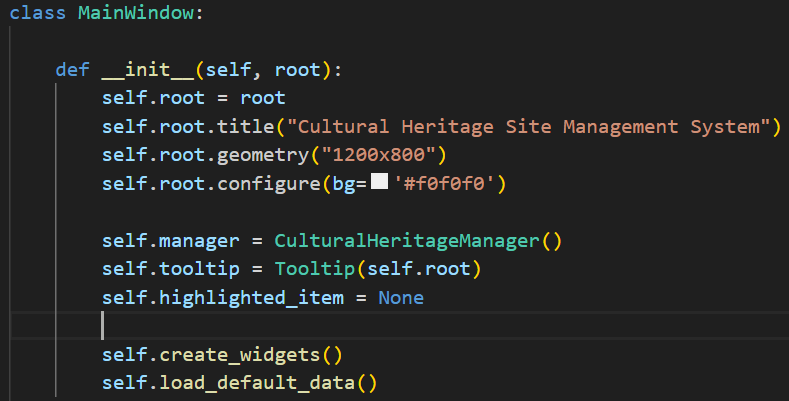 class MainWindow:
def __init__(self, root):
self.root = root
self.root.title("Cultural Heritage Site Management System")
self.root.geometry("1200x800")
self.root.configure(bg='#f0f0f0')
self.manager = CulturalHeritageManager()
self.tooltip = Tooltip(self.root)
self.highlighted_item = None
self.create_widgets()
self.load_default_data()